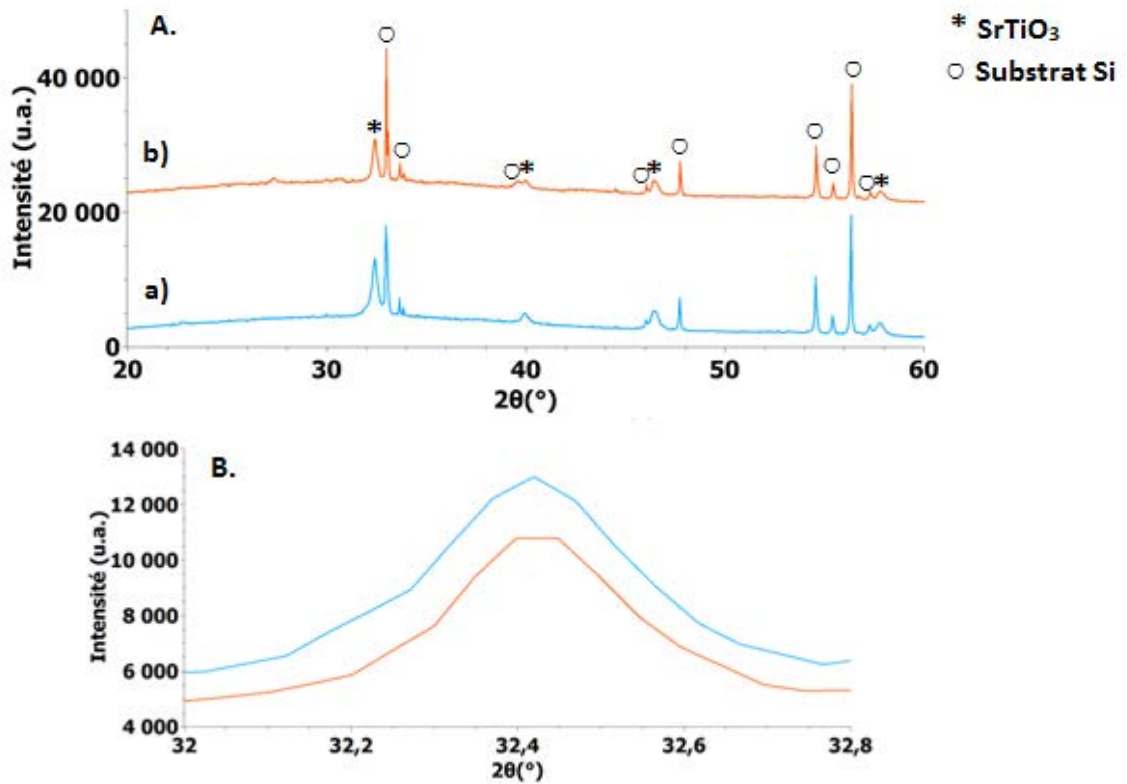 A.
* SrTiO₃
○ Substrat Si
Intensité (u.a.)
40 000
20 000
0
b)
a)
20
30
40
50
60
2θ(°)
B.
Intensité (u.a.)
14 000
12 000
10 000
8 000
6 000
4 000
32
32,2
32,4
32,6
32,8
2θ(°)